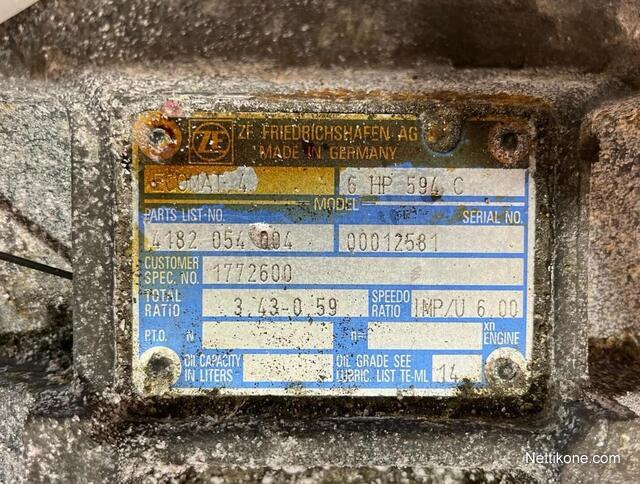 ZF ZF FRIEDRICHSHAFEN AG
MADE IN GERMANY
6 HP 594 C
MODEL
PARTS LIST-NO. SERIAL NO.
4182 054 004 00012581
CUSTOMER
SPEC. NO. 1772600
TOTAL
RATIO 3,43-0,59 SPEEDO
RATIO IMP/U 6.00
P.T.O. N n= xn
ENGINE
OIL CAPACITY
IN LITERS OIL GRADE SEE
LUBRIC. LIST TE-ML 14
Nettikone.com